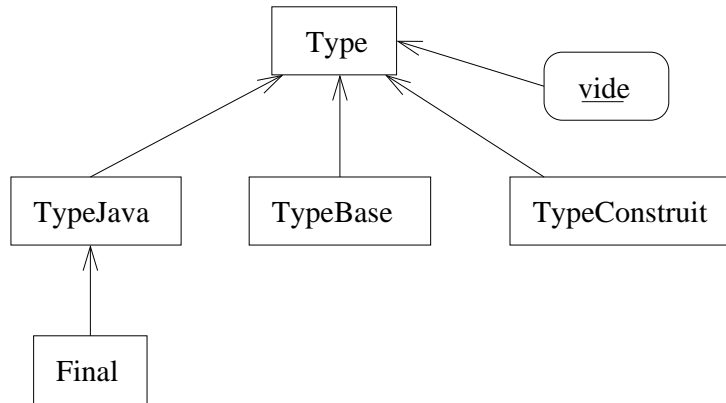 Type
vide
TypeJava
TypeBase
TypeConstruit
Final